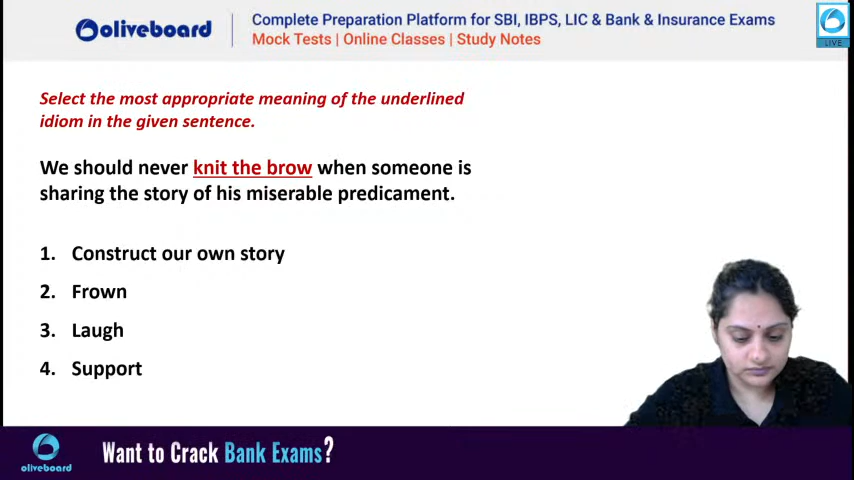 oliveboard
Complete Preparation Platform for SBI, IBPS, LIC & Bank & Insurance Exams
Mock Tests | Online Classes | Study Notes
LIVE
Select the most appropriate meaning of the underlined
idiom in the given sentence.
We should never knit the brow when someone is
sharing the story of his miserable predicament.
1. Construct our own story
2. Frown
3. Laugh
4. Support
oliveboard
Want to Crack Bank Exams?